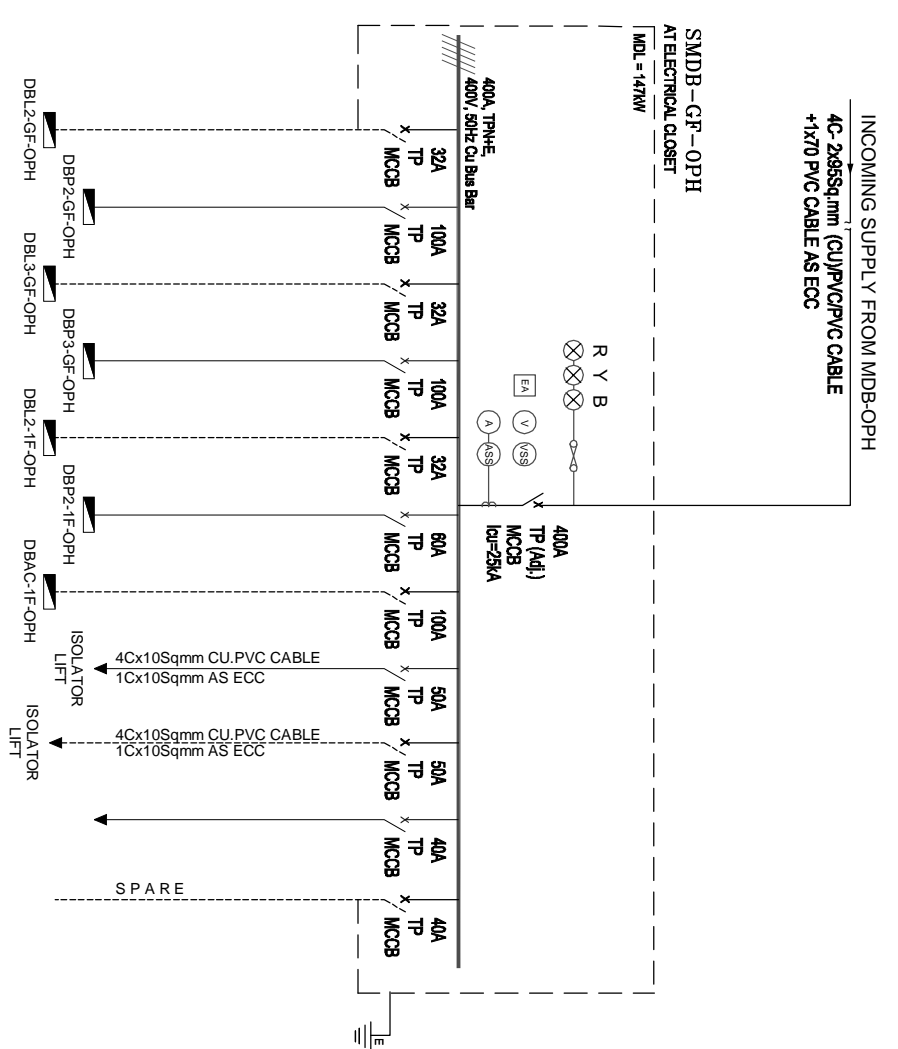 INCOMING SUPPLY FROM MDB-OPH
4C- 2x95Sq.mm (CU)/PVC/PVC CABLE
+1x70 PVC CABLE AS ECC
SMDB-GF-OPH
AT ELECTRICAL CLOSET
MDL = 147kW
R Y B
EA
V
VSS
A
ASS
400A
TP (Adj.)
MCCB
Icu=25kA
400A, TPN+E,
400V, 50Hz Cu Bus Bar
32A
TP
MCCB
100A
TP
MCCB
32A
TP
MCCB
100A
TP
MCCB
32A
TP
MCCB
60A
TP
MCCB
100A
TP
MCCB
50A
TP
MCCB
50A
TP
MCCB
40A
TP
MCCB
40A
TP
MCCB
DBL2-GF-OPH
DBP2-GF-OPH
DBL3-GF-OPH
DBP3-GF-OPH
DBL2-1F-OPH
DBP2-1F-OPH
DBAC-1F-OPH
4Cx10Sqmm CU.PVC CABLE
1Cx10Sqmm AS ECC
ISOLATOR
LIFT
4Cx10Sqmm CU.PVC CABLE
1Cx10Sqmm AS ECC
ISOLATOR
LIFT
SPARE
E